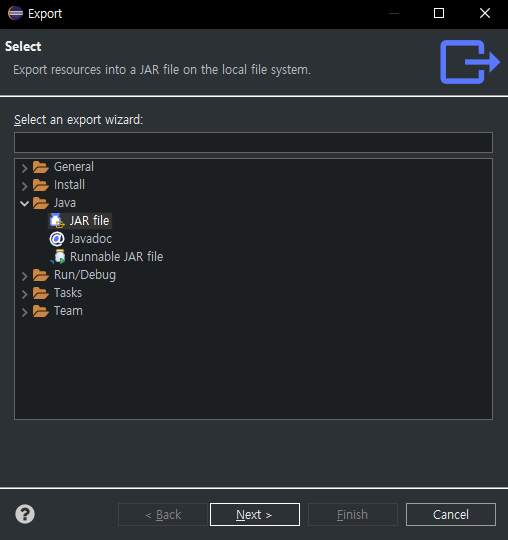 Export
Select
Export resources into a JAR file on the local file system.
Select an export wizard:
General
Install
Java
JAR file
@ Javadoc
Runnable JAR file
Run/Debug
Tasks
Team
?
< Back
Next >
Finish
Cancel